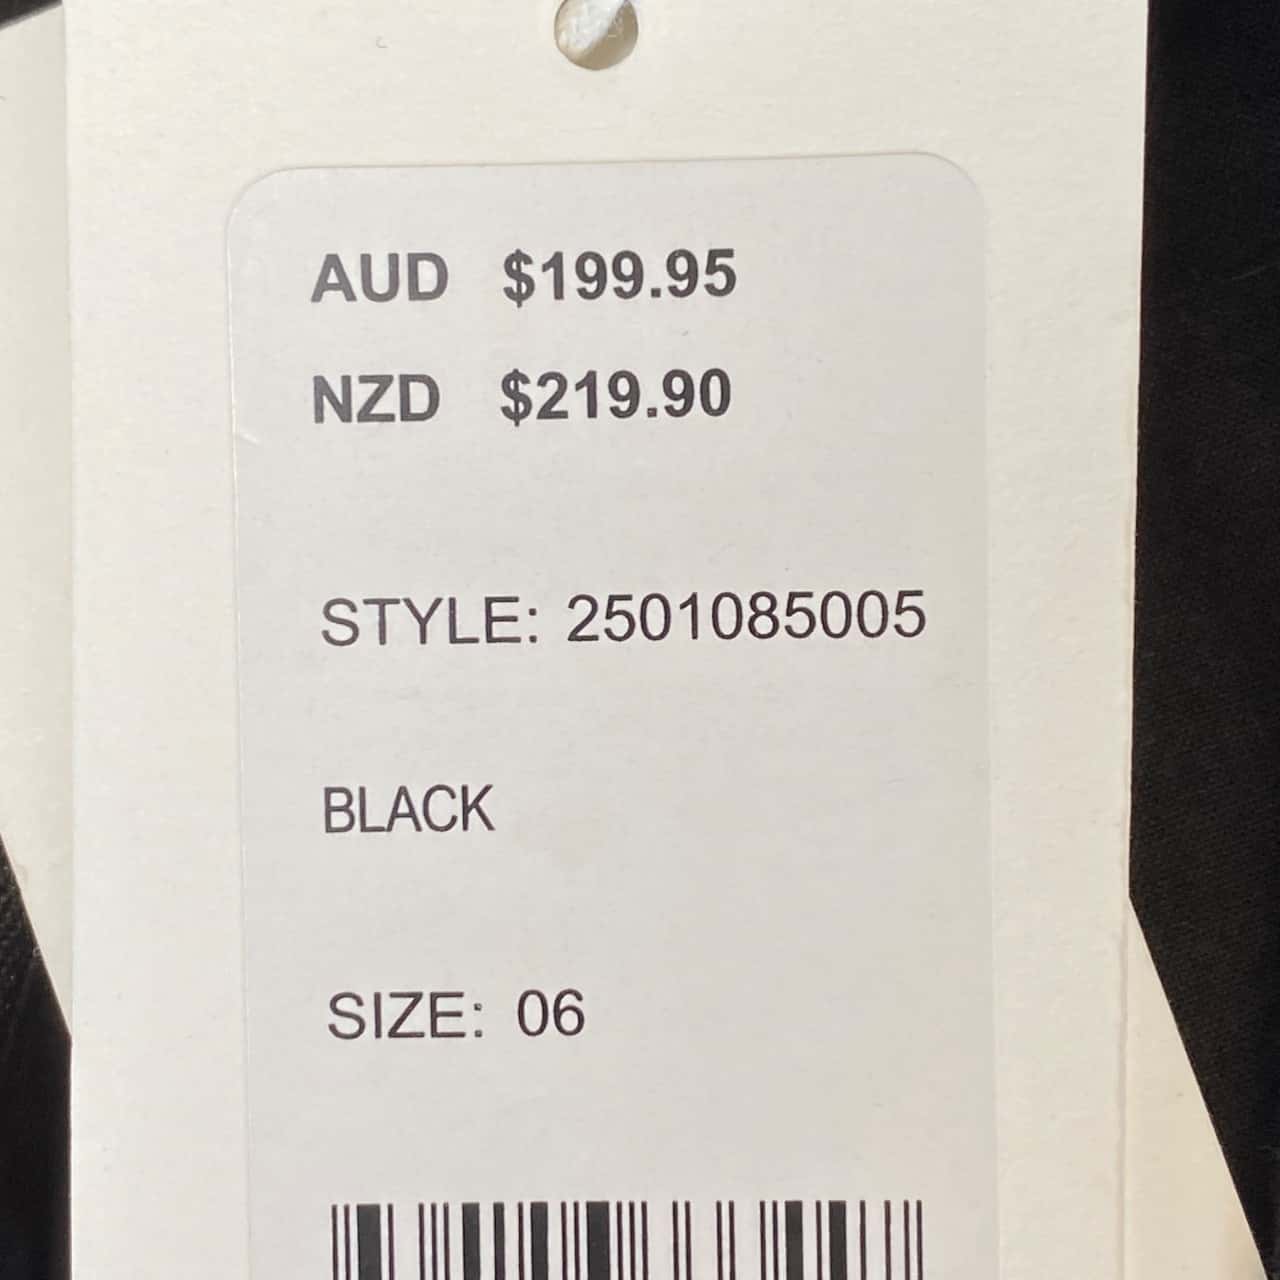 AUD $199.95
NZD $219.90
STYLE: 2501085005
BLACK
SIZE: 06